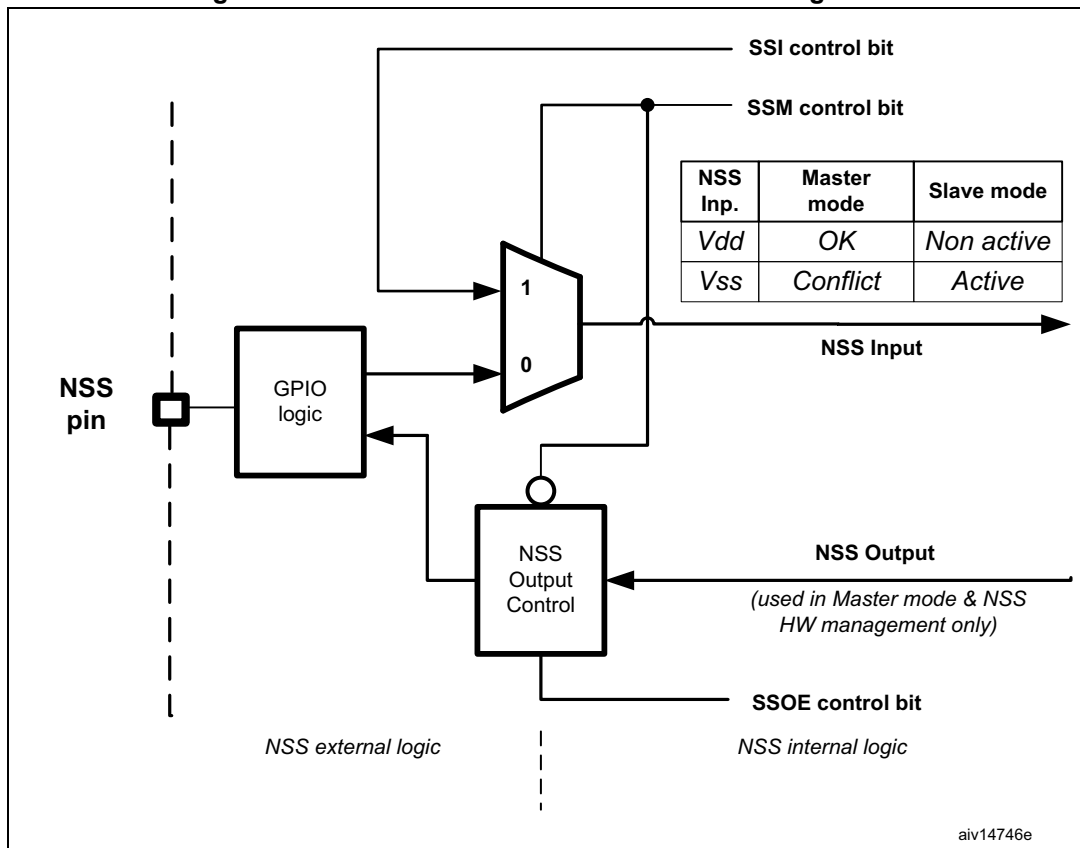 SSI control bit
SSM control bit
NSS Inp.
Master mode
Slave mode
Vdd
OK
Non active
Vss
Conflict
Active
1
0
NSS Input
NSS
pin
GPIO
logic
NSS
Output
Control
NSS Output
(used in Master mode & NSS
HW management only)
SSOE control bit
NSS external logic
NSS internal logic
aiv14746e